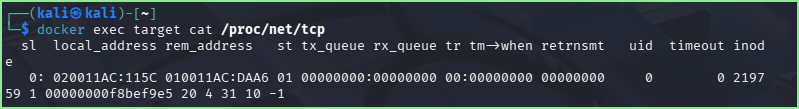 ┌──(kali㉿kali)-[~]
└─$ docker exec target cat /proc/net/tcp
  sl  local_address rem_address   st tx_queue rx_queue tr tm->when retrnsmt   uid  timeout inod
e
   0: 020011AC:115C 010011AC:DAA6 01 00000000:00000000 00:00000000 00000000     0        0 2197
59 1 00000000f8bef9e5 20 4 31 10 -1